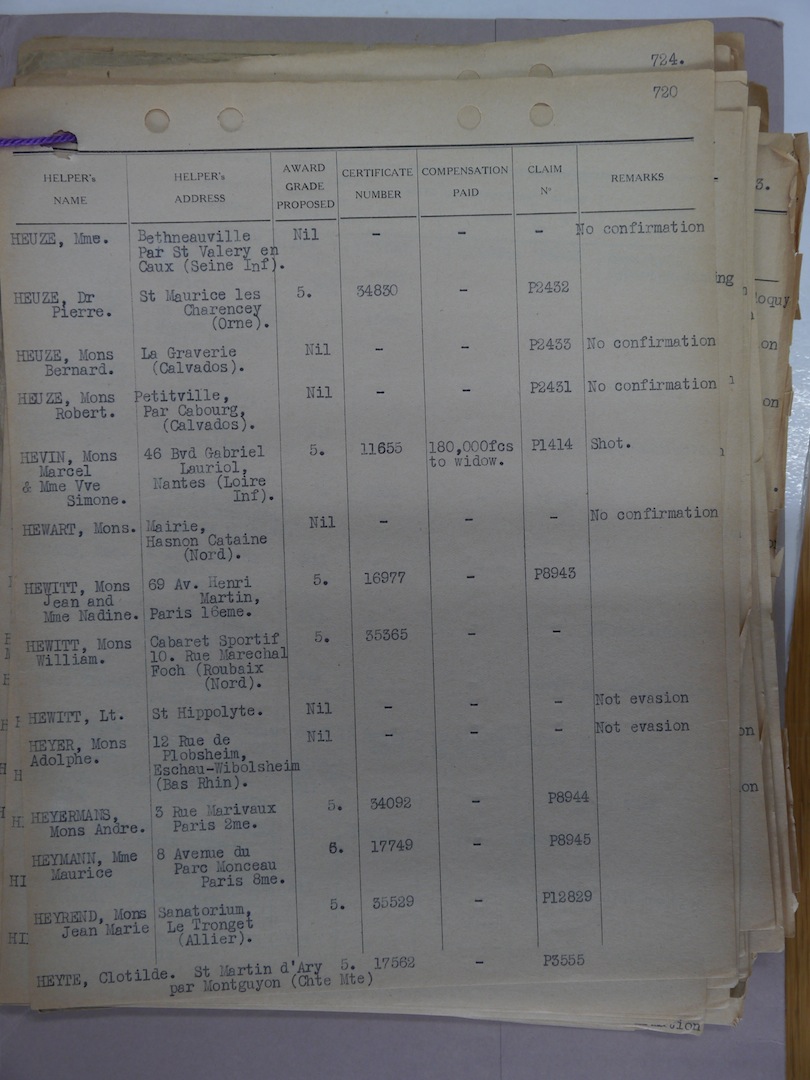 724.
720
HELPER's NAME HELPER's ADDRESS AWARD GRADE PROPOSED CERTIFICATE NUMBER COMPENSATION PAID CLAIM Nº REMARKS
HEUZE, Mme. Bethneauville Nil - - - No confirmation
Par St Valery en
Caux (Seine Inf).
HEUZE, Dr St Maurice les 5. 34830 - P2432
Pierre. Charencey
(Orne).
HEUZE, Mons La Graverie Nil - - P2433 No confirmation
Bernard. (Calvados).
HEUZE, Mons Petitville, Nil - - P2431 No confirmation
Robert. Par Cabourg,
(Calvados).
HEVIN, Mons 46 Bvd Gabriel 5. 11655 180,000fcs P1414 Shot.
Marcel Lauriol, to widow.
& Mme Vve Nantes (Loire
Simone. Inf).
HEWART, Mons. Mairie, Nil - - - No confirmation
Hasnon Cataine
(Nord).
HEWITT, Mons 69 Av. Henri 5. 16977 - P8943
Jean and Martin,
Mme Nadine. Paris 16eme.
HEWITT, Mons Cabaret Sportif 5. 35365 - -
William. 10. Rue Marechal
Foch (Roubaix
(Nord).
HEWITT, Lt. St Hippolyte. Nil - - - Not evasion
HEYER, Mons 12 Rue de Nil - - - Not evasion
Adolphe. Plobsheim,
Eschau-Wibolsheim
(Bas Rhin).
HEYERMANS, 3 Rue Marivaux 5. 34092 - P8944
Mons Andre. Paris 2me.
HEYMANN, Mme 8 Avenue du 6. 17749 - P8945
Maurice Parc Monceau
Paris 8me.
HEYREND, Mons Sanatorium, 5. 35529 - P12829
Jean Marie Le Tronget
(Allier).
HEYTE, Clotilde. St Martin d'Ary 5. 17562 - P3555
par Montguyon (Chte Mte)